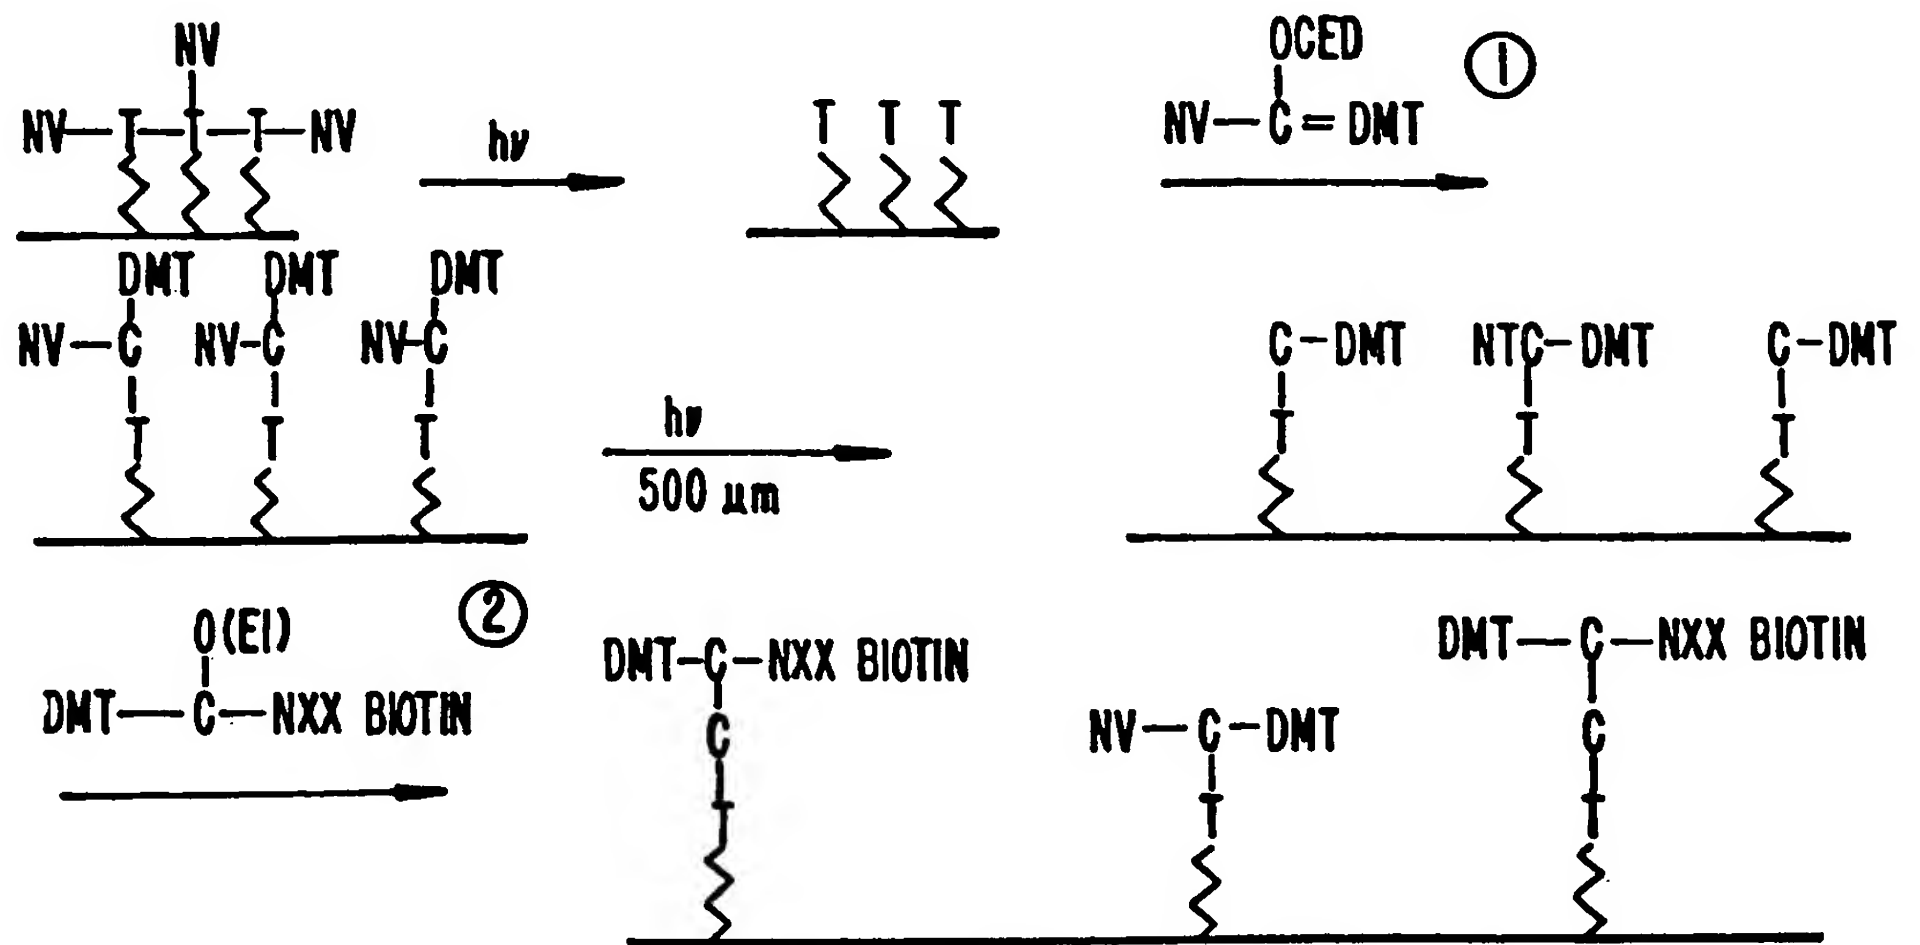 NV
NV—T—T—T—NV
hν
T T T
OCED
NV—C=DMT
①
DMT DMT DMT
NV—C NV-C NV-C
T T T
hν
500 µm
C-DMT NTC-DMT C-DMT
T T T
O(EI)
②
DMT—C—NXX BIOTIN
DMT-C-NXX BIOTIN
C
T
NV—C-DMT
T
DMT—C—NXX BIOTIN
C
T